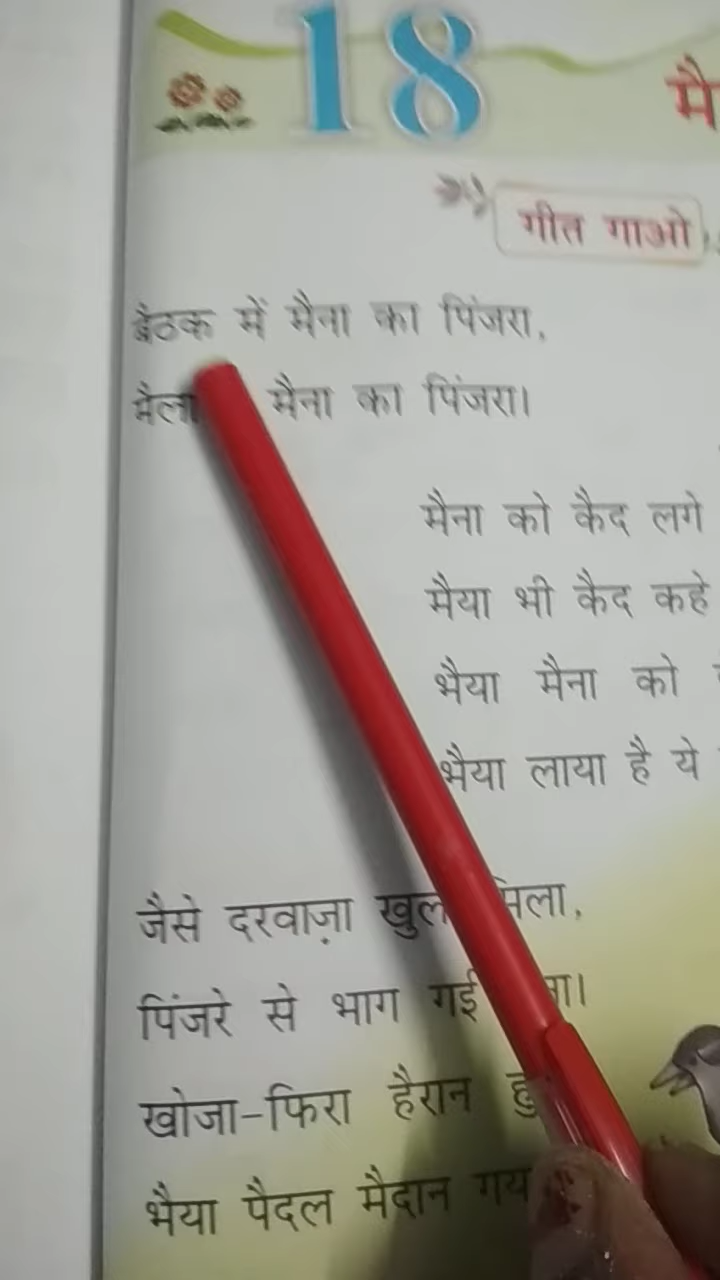 18
गीत गाओ
बैठक में मैना का पिंजरा,
मैला मैना का पिंजरा।
मैना को कैद लगे
मैया भी कैद कहे
भैया मैना को
भैया लाया है ये
जैसे दरवाज़ा
पिंजरे से भाग गई
खोजा-फिरा हैरान
भैया पैदल मैदान